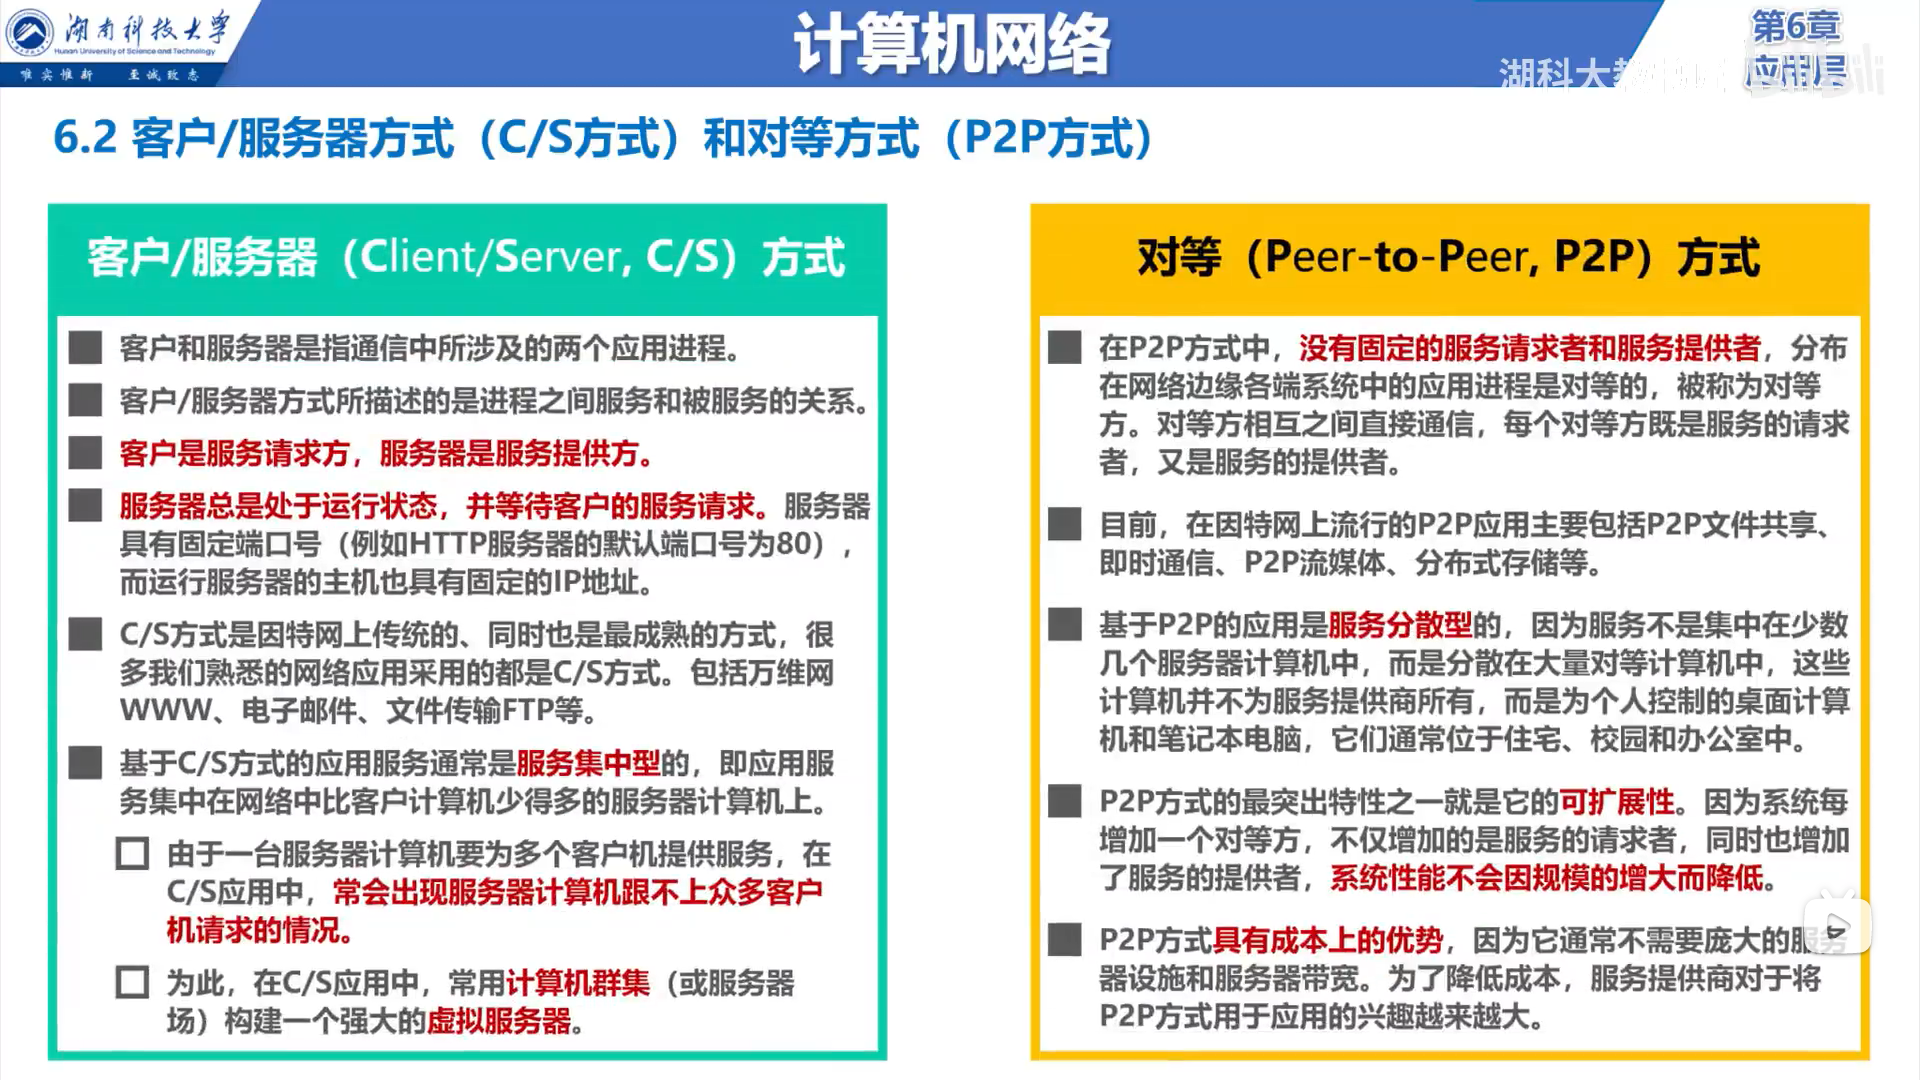 湖南科技大学
Hunan University of Science and Technology
唯实惟新 至诚致志
计算机网络
第6章
应用层
湖科大教
bilibili
6.2 客户/服务器方式（C/S方式）和对等方式（P2P方式）
客户/服务器（Client/Server, C/S）方式
客户和服务器是指通信中所涉及的两个应用进程。
客户/服务器方式所描述的是进程之间服务和被服务的关系。
客户是服务请求方，服务器是服务提供方。
服务器总是处于运行状态，并等待客户的服务请求。服务器
具有固定端口号（例如HTTP服务器的默认端口号为80），
而运行服务器的主机也具有固定的IP地址。
C/S方式是因特网上传统的、同时也是最成熟的方式，很
多我们熟悉的网络应用采用的都是C/S方式。包括万维网
WWW、电子邮件、文件传输FTP等。
基于C/S方式的应用服务通常是服务集中型的，即应用服
务集中在网络中比客户计算机少得多的服务器计算机上。
由于一台服务器计算机要为多个客户机提供服务，在
C/S应用中，常会出现服务器计算机跟不上众多客户
机请求的情况。
为此，在C/S应用中，常用计算机群集（或服务器
场）构建一个强大的虚拟服务器。
对等（Peer-to-Peer, P2P）方式
在P2P方式中，没有固定的服务请求者和服务提供者，分布
在网络边缘各端系统中的应用进程是对等的，被称为对等
方。对等方相互之间直接通信，每个对等方既是服务的请求
者，又是服务的提供者。
目前，在因特网上流行的P2P应用主要包括P2P文件共享、
即时通信、P2P流媒体、分布式存储等。
基于P2P的应用是服务分散型的，因为服务不是集中在少数
几个服务器计算机中，而是分散在大量对等计算机中，这些
计算机并不为服务提供商所有，而是为个人控制的桌面计算
机和笔记本电脑，它们通常位于住宅、校园和办公室中。
P2P方式的最突出特性之一就是它的可扩展性。因为系统每
增加一个对等方，不仅增加的是服务的请求者，同时也增加
了服务的提供者，系统性能不会因规模的增大而降低。
P2P方式具有成本上的优势，因为它通常不需要庞大的服务
器设施和服务器带宽。为了降低成本，服务提供商对于将
P2P方式用于应用的兴趣越来越大。